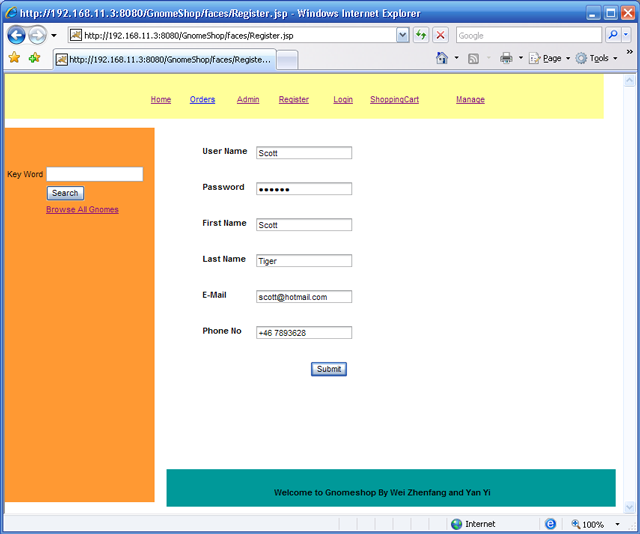 http://192.168.11.3:8080/GnomeShop/faces/Register.jsp - Windows Internet Explorer
http://192.168.11.3:8080/GnomeShop/faces/Register.jsp
Google
http://192.168.11.3:8080/GnomeShop/faces/Registe...
Page
Tools
Home Orders Admin Register Login ShoppingCart Manage
Key Word
Search
Browse All Gnomes
User Name Scott
Password ●●●●●●
First Name Scott
Last Name Tiger
E-Mail scott@hotmail.com
Phone No +46 7893628
Submit
Welcome to Gnomeshop By Wei Zhenfang and Yan Yi
Internet
100%